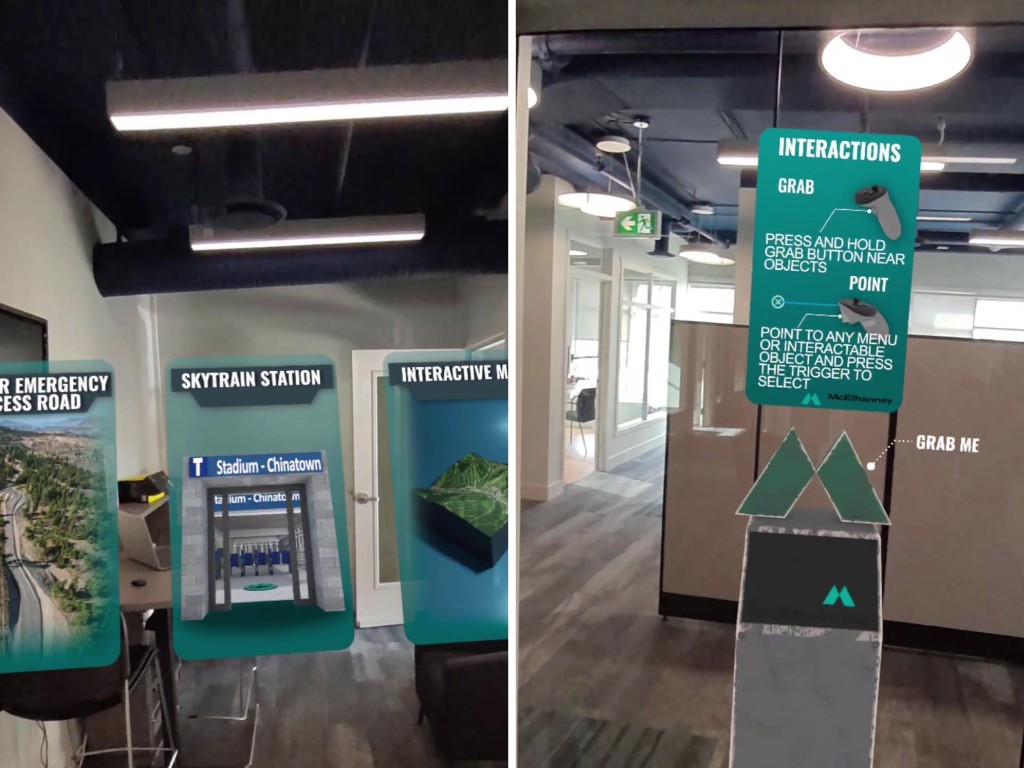 R EMERGENCY
CESS ROAD
SKYTRAIN STATION
T Stadium - Chinatown
tadium - Chinatown
INTERACTIVE M
INTERACTIONS
GRAB
PRESS AND HOLD
GRAB BUTTON NEAR
OBJECTS
POINT
POINT TO ANY MENU
OR INTERACTABLE
OBJECT AND PRESS
THE TRIGGER TO
SELECT
McElhanney
GRAB ME